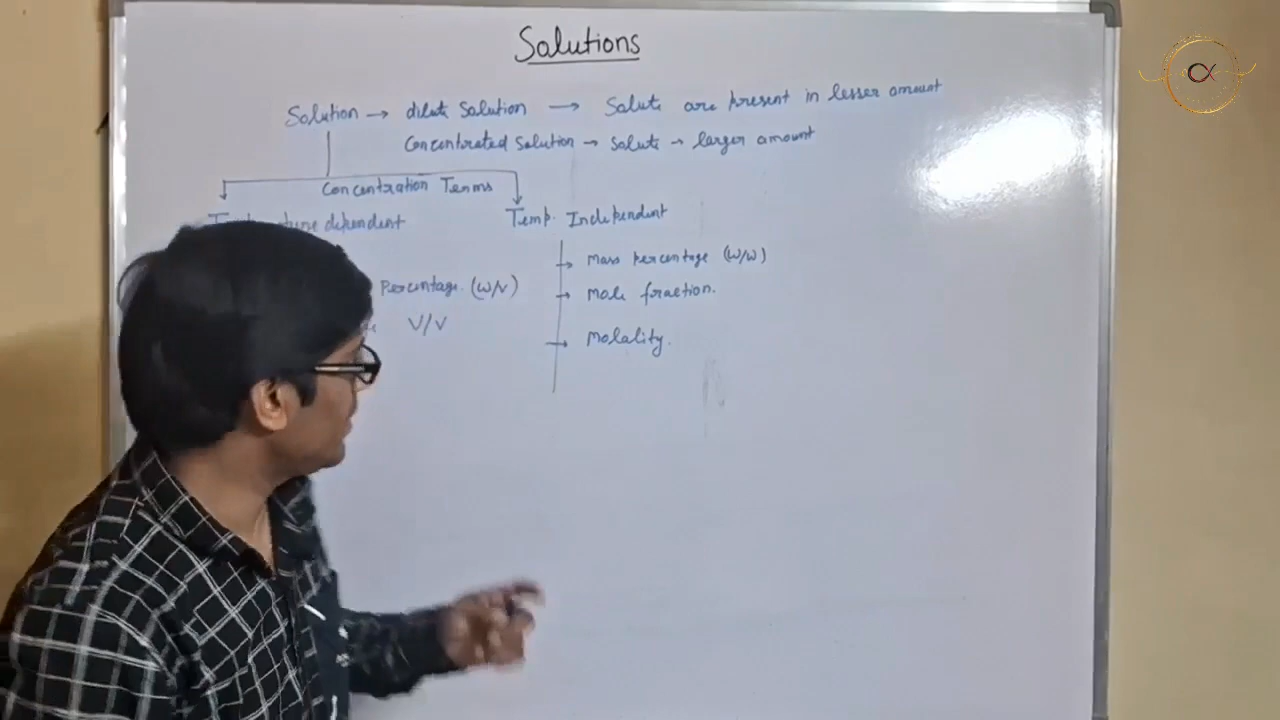 Solutions
Solution → dilute solution → Solute are present in lesser amount
Concentrated solution → solute → larger amount
Concentration Terms
dependent
Temp. Independent
→ mass percentage (w/w)
Percentage. (w/v)
→ mole fraction.
V/V
→ molality.